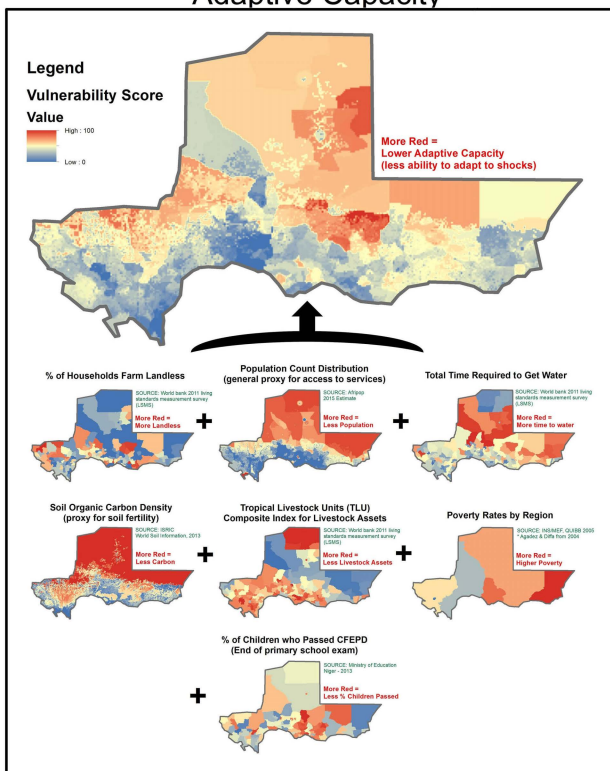 Adaptive Capacity
Legend
Vulnerability Score
Value
High : 100
Low : 0
More Red =
Lower Adaptive Capacity
(less ability to adapt to shocks)
% of Households Farm Landless
SOURCE: World bank 2011 living
standards measurement survey
(LSMS)
More Red =
More Landless
+
Population Count Distribution
(general proxy for access to services)
SOURCE: Afripop
2015 Estimate
More Red =
Less Population
+
Total Time Required to Get Water
SOURCE: World bank 2011 living
standards measurement survey
(LSMS)
More Red =
More time to water
Soil Organic Carbon Density
(proxy for soil fertility)
SOURCE: ISRIC
World Soil Information, 2013
More Red =
Less Carbon
+
Tropical Livestock Units (TLU)
Composite Index for Livestock Assets
SOURCE: World bank 2011 living
standards measurement survey
(LSMS)
More Red =
Less Livestock Assets
+
Poverty Rates by Region
SOURCE: INS/IMEF, QUIBB 2005
* Agadez & Diffa from 2004
More Red =
Higher Poverty
+
% of Children who Passed CFEPD
(End of primary school exam)
SOURCE: Ministry of Education
Niger - 2013
More Red =
Less % Children Passed